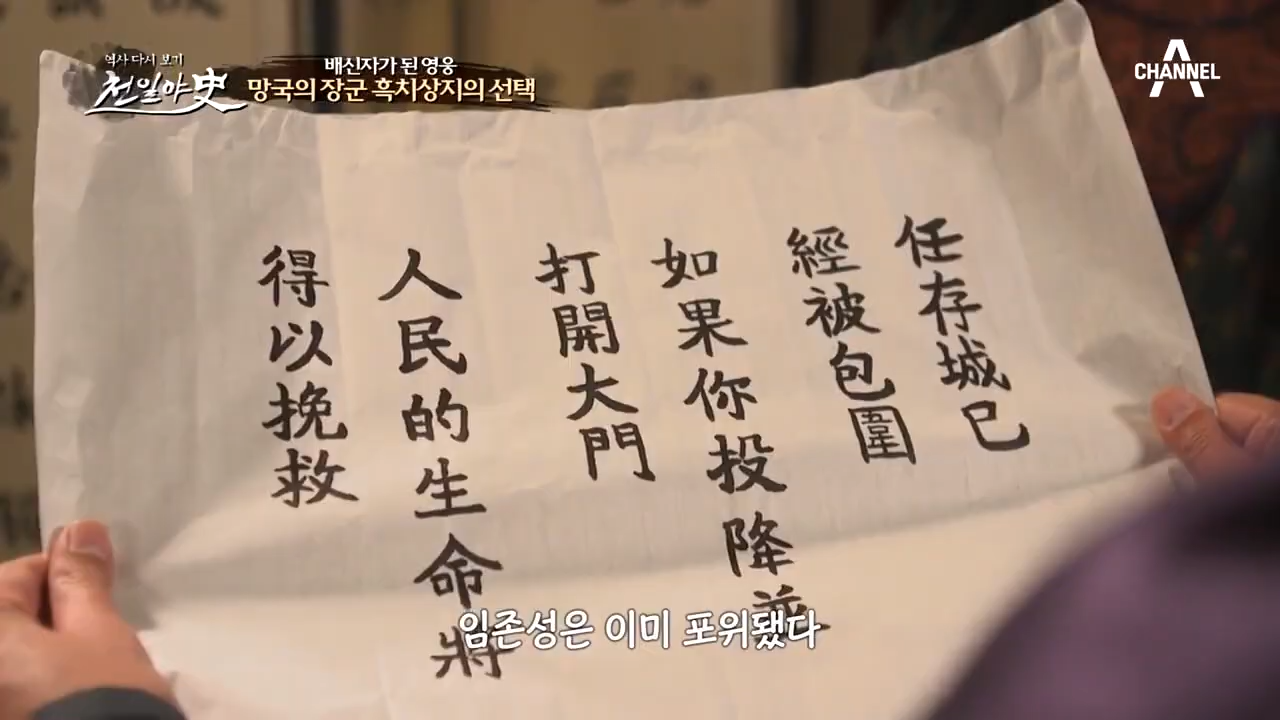 역사 다시 보기
천일야史
배신자가 된 영웅
망국의 장군 흑치상지의 선택
CHANNEL A
任存城已
經被包圍
如果你投降並
打開大門
人民的生命將
得以挽救
임존성은 이미 포위됐다